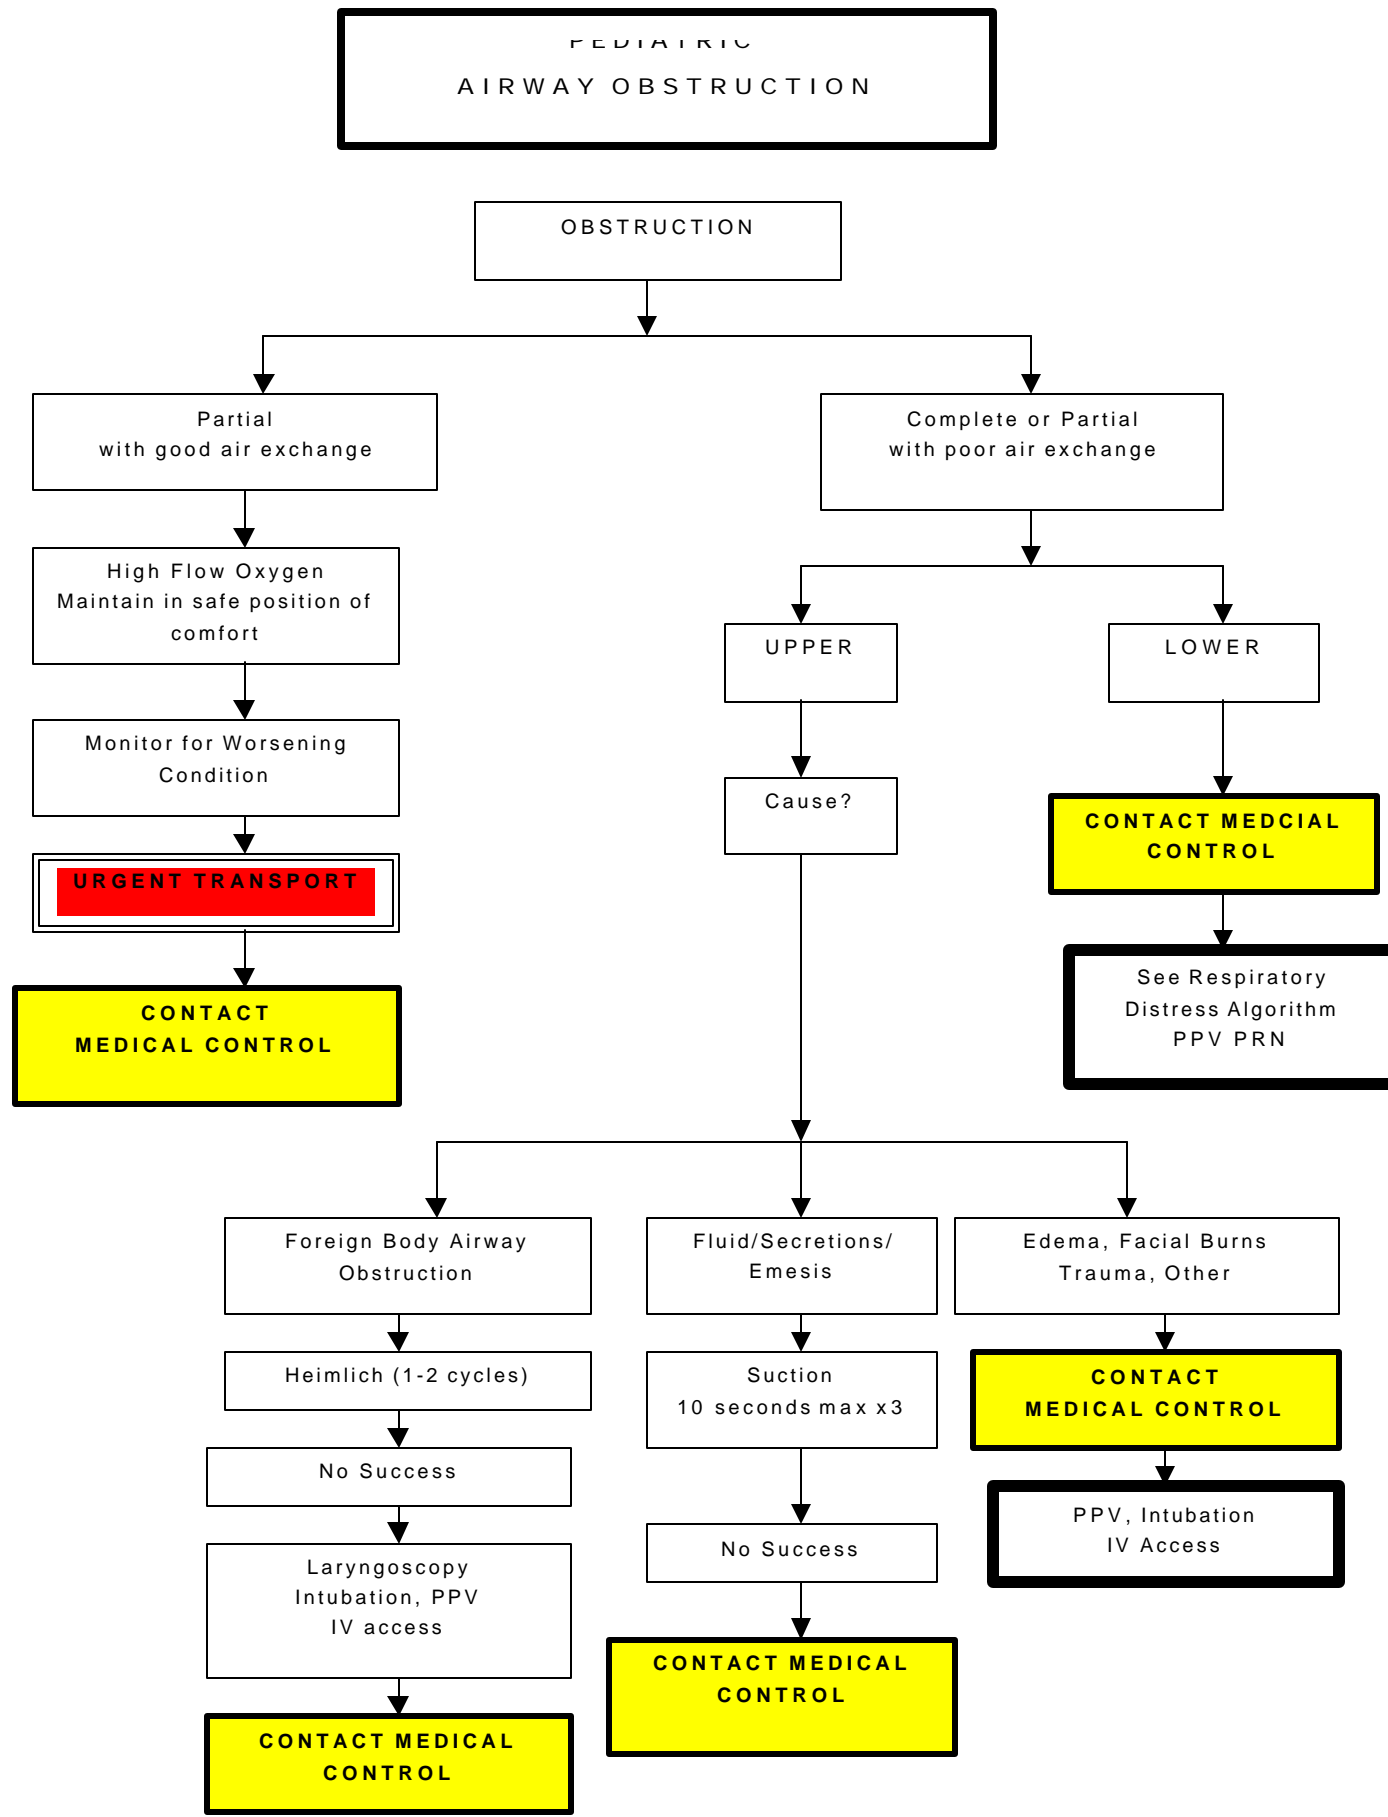 PEDIATRIC
AIRWAY OBSTRUCTION
OBSTRUCTION
Partial
with good air exchange
Complete or Partial
with poor air exchange
High Flow Oxygen
Maintain in safe position of
comfort
UPPER
LOWER
Monitor for Worsening
Condition
Cause?
CONTACT MEDCIAL
CONTROL
URGENT TRANSPORT
See Respiratory
Distress Algorithm
PPV PRN
CONTACT
MEDICAL CONTROL
Foreign Body Airway
Obstruction
Fluid/Secretions/
Emesis
Edema, Facial Burns
Trauma, Other
Heimlich (1-2 cycles)
Suction
10 seconds max x3
CONTACT
MEDICAL CONTROL
No Success
PPV, Intubation
IV Access
No Success
Laryngoscopy
Intubation, PPV
IV access
CONTACT MEDICAL
CONTROL
CONTACT MEDICAL
CONTROL